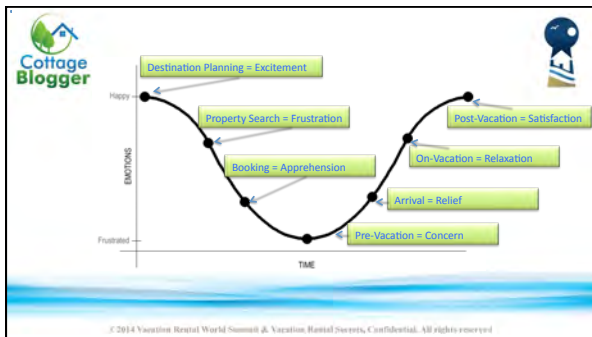 Cottage
Blogger
Destination Planning = Excitement
Happy
Property Search = Frustration
Post-Vacation = Satisfaction
EMOTIONS
Booking = Apprehension
On-Vacation = Relaxation
Arrival = Relief
Frustrated
Pre-Vacation = Concern
TIME
©2014 Vacation Rental World Summit & Vacation Rental Secrets, Confidential. All rights reserved